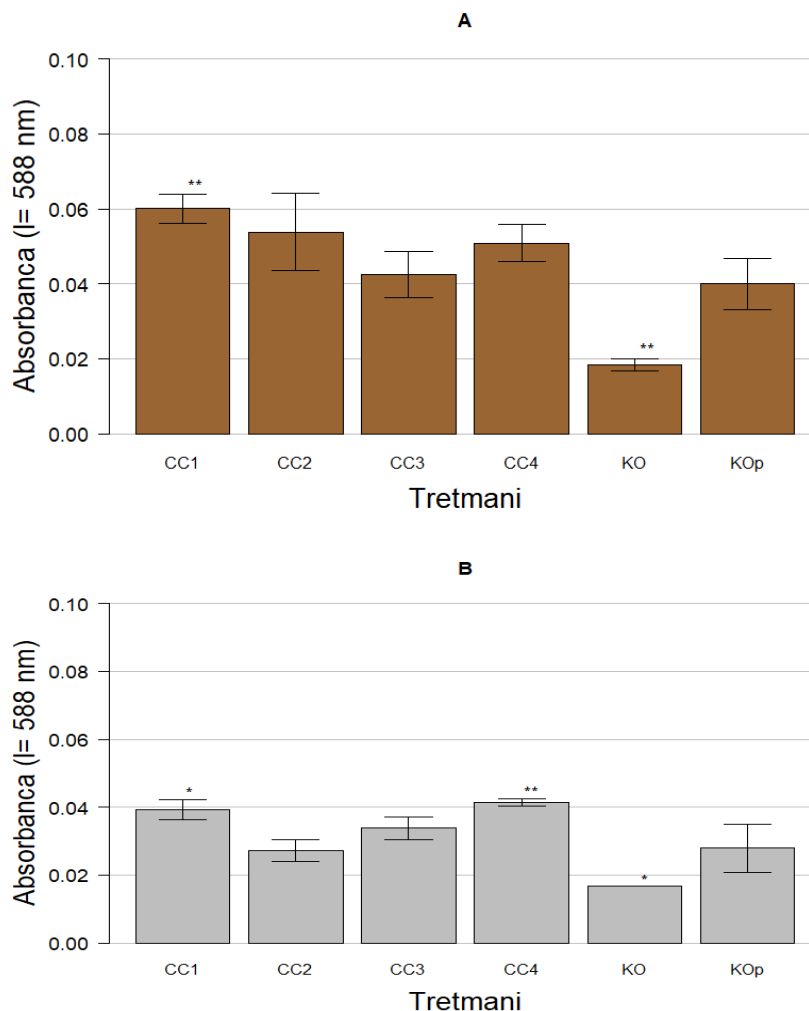 A
Absorbanca (l= 588 nm)
0.10
0.08
0.06
0.04
0.02
0.00
**
**
CC1 CC2 CC3 CC4 KO KOp
Tretmani
B
Absorbanca (l= 588 nm)
0.10
0.08
0.06
0.04
0.02
0.00
*
**
*
CC1 CC2 CC3 CC4 KO KOp
Tretmani